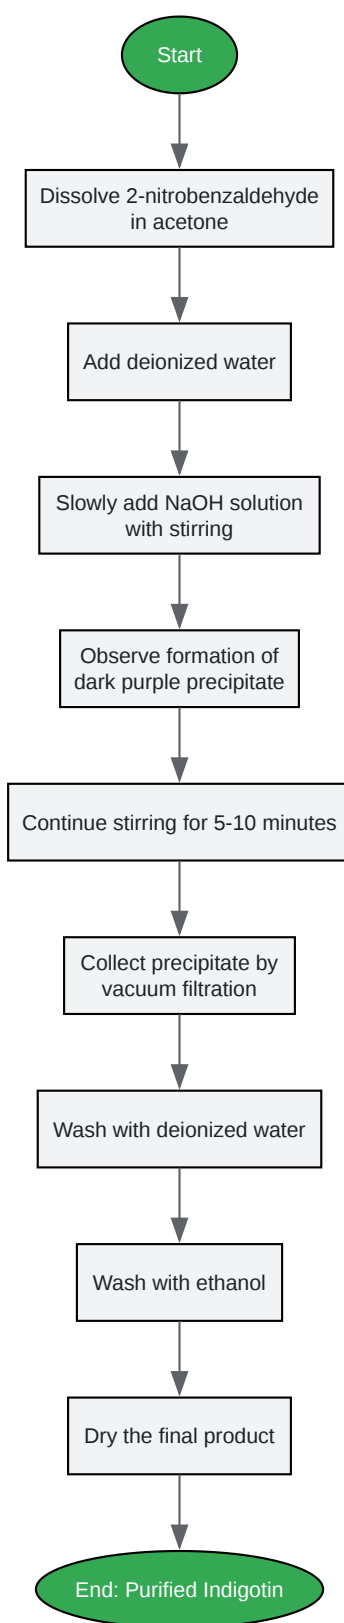 Start
Dissolve 2-nitrobenzaldehyde
in acetone
Add deionized water
Slowly add NaOH solution
with stirring
Observe formation of
dark purple precipitate
Continue stirring for 5-10 minutes
Collect precipitate by
vacuum filtration
Wash with deionized water
Wash with ethanol
Dry the final product
End: Purified Indigotin